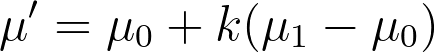 μ′ = μ₀ + k(μ₁ − μ₀)